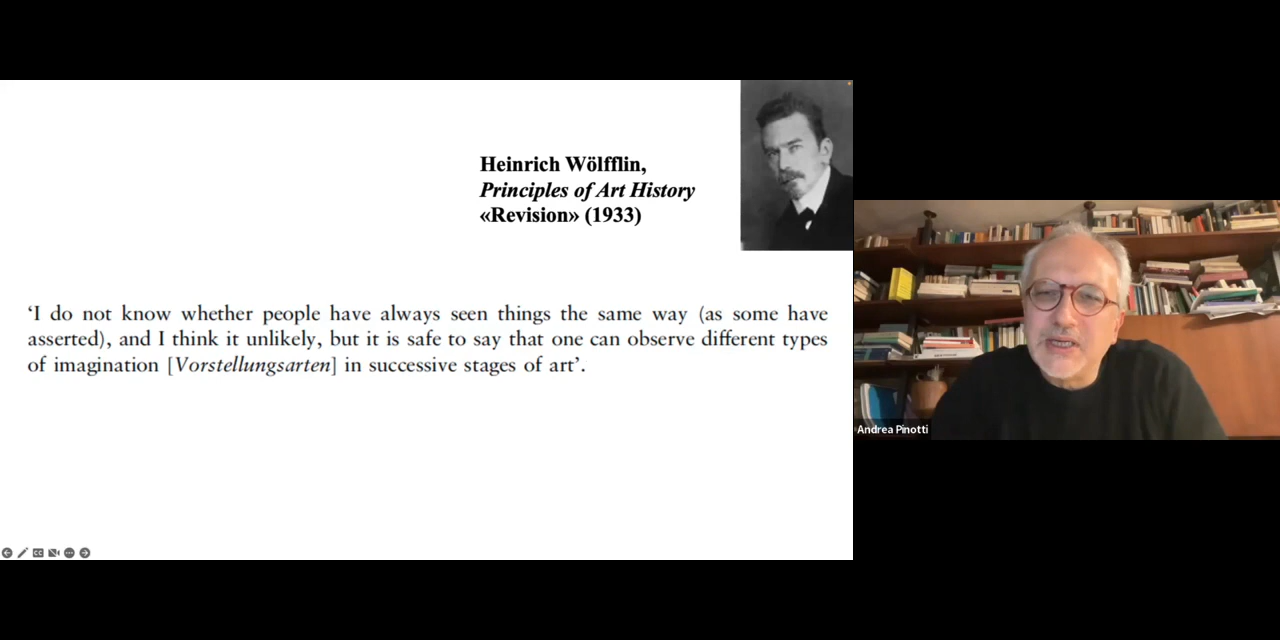 Heinrich Wölfflin,
Principles of Art History
«Revision» (1933)
‘I do not know whether people have always seen things the same way (as some have
asserted), and I think it unlikely, but it is safe to say that one can observe different types
of imagination [Vorstellungsarten] in successive stages of art’.
Andrea Pinotti